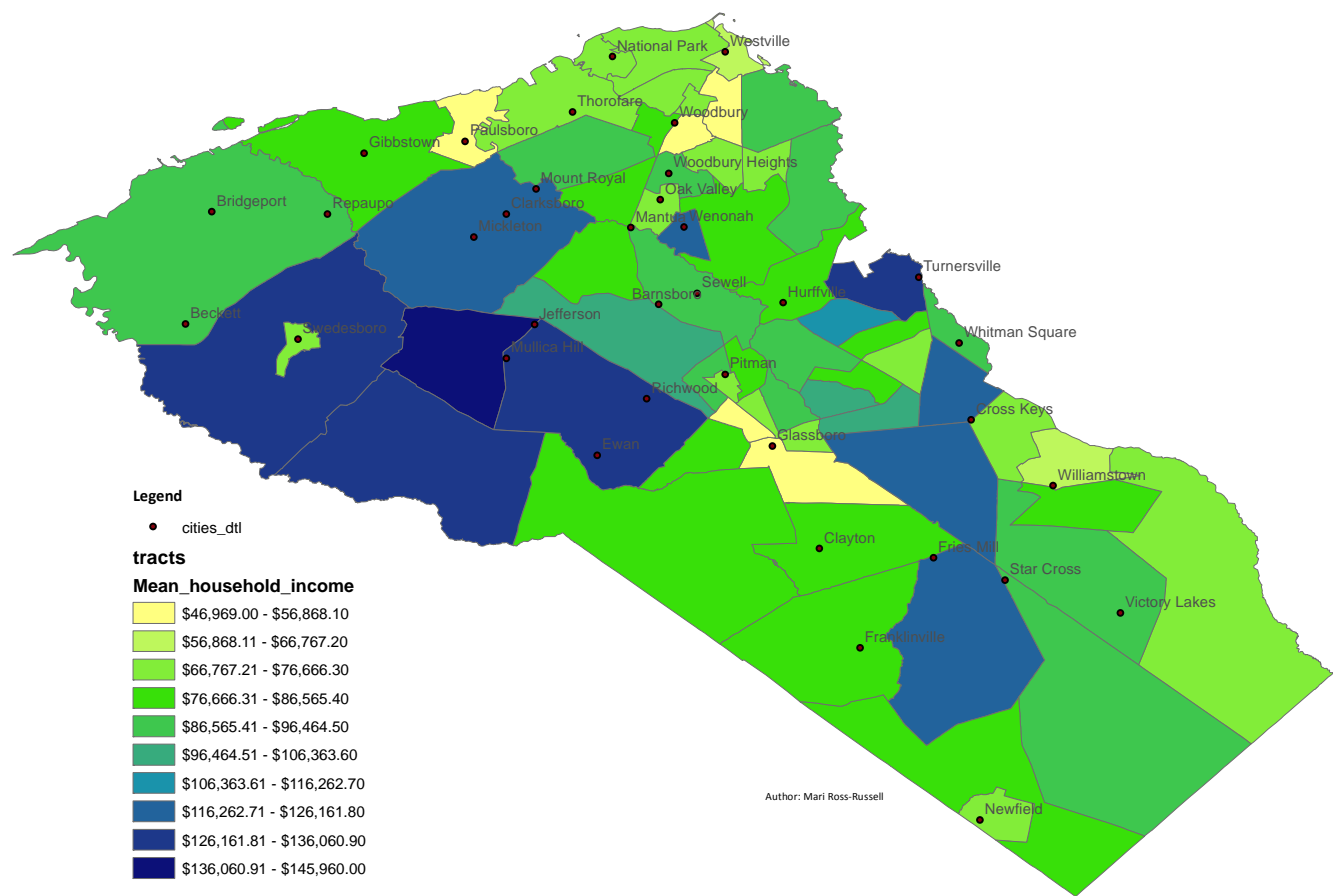 National Park
Westville
Thorofare
Woodbury
Paulsboro
Gibbstown
Woodbury Heights
Mount Royal
Oak Valley
Bridgeport
Repaupo
Clarksboro
Mantua
Wenonah
Mickleton
Turnersville
Sewell
Barnsboro
Hurffville
Beckett
Swedesboro
Jefferson
Whitman Square
Mullica Hill
Pitman
Richwood
Cross Keys
Glassboro
Ewan
Williamstown
Clayton
Fries Mill
Star Cross
Victory Lakes
Franklinville
Newfield
Legend
cities_dtl
tracts
Mean_household_income
$46,969.00 - $56,868.10
$56,868.11 - $66,767.20
$66,767.21 - $76,666.30
$76,666.31 - $86,565.40
$86,565.41 - $96,464.50
$96,464.51 - $106,363.60
$106,363.61 - $116,262.70
$116,262.71 - $126,161.80
$126,161.81 - $136,060.90
$136,060.91 - $145,960.00
Author: Mari Ross-Russell